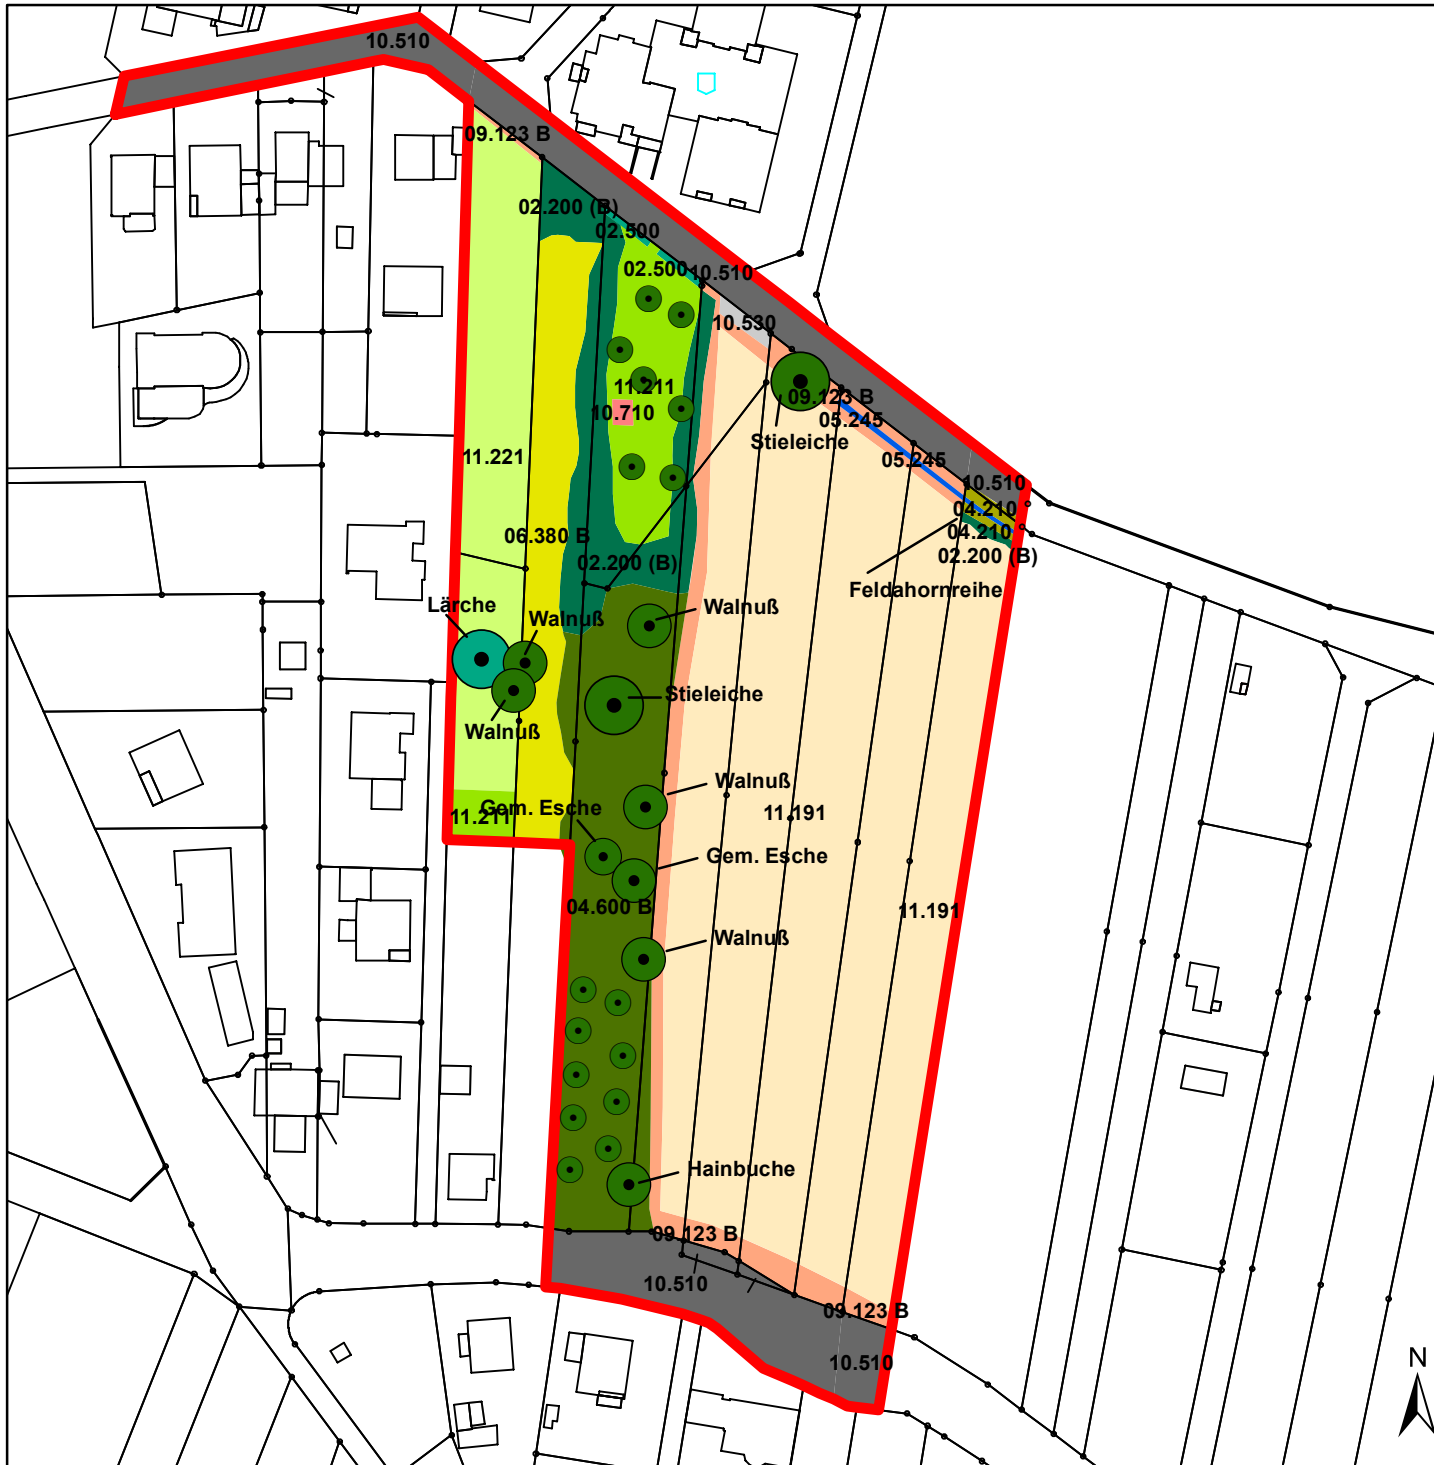 10.510
09.123 B
02.200 (B)
02.500
02.500
10.510
10.530
11.211
10.710
09.123 B
05.245
Stieleiche
11.221
05.245
10.510
04.210
04.210
06.380 B
02.200 (B)
02.200 (B)
Feldahornreihe
Lärche
Walnuß
Walnuß
Stieleiche
Walnuß
Walnuß
Gem. Esche
11.211
11.191
Gem. Esche
04.600 B
11.191
Walnuß
Hainbuche
09.123 B
10.510
09.123 B
10.510
N